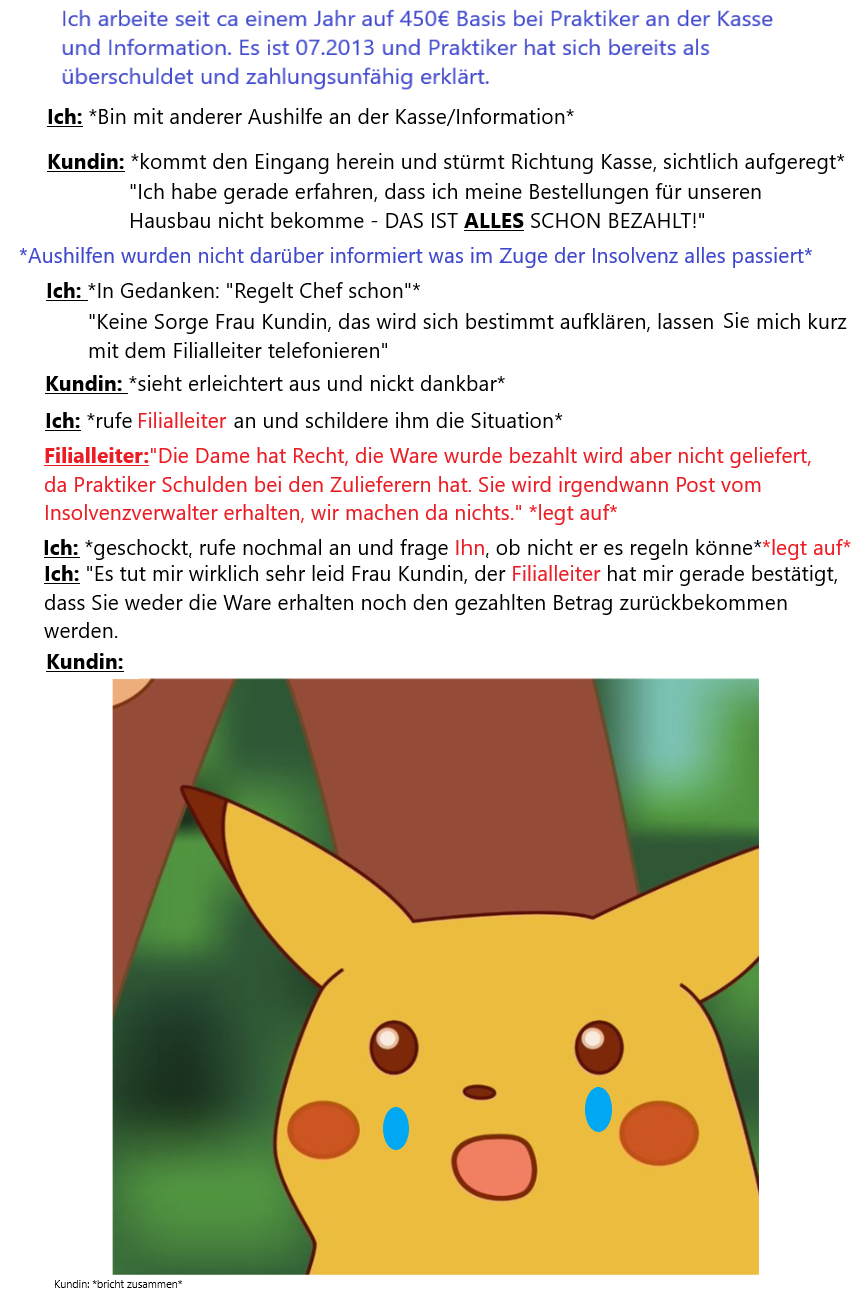 Ich arbeite seit ca einem Jahr auf 450€ Basis bei Praktiker an der Kasse
und Information. Es ist 07.2013 und Praktiker hat sich bereits als
überschuldet und zahlungsunfähig erklärt.
Ich: *Bin mit anderer Aushilfe an der Kasse/Information*
Kundin: *kommt den Eingang herein und stürmt Richtung Kasse, sichtlich aufgeregt*
"Ich habe gerade erfahren, dass ich meine Bestellungen für unseren
Hausbau nicht bekomme - DAS IST ALLES SCHON BEZAHLT!"
*Aushilfen wurden nicht darüber informiert was im Zuge der Insolvenz alles passiert*
Ich: *In Gedanken: "Regelt Chef schon"*
"Keine Sorge Frau Kundin, das wird sich bestimmt aufklären, lassen Sie mich kurz
mit dem Filialleiter telefonieren"
Kundin: *sieht erleichtert aus und nickt dankbar*
Ich: *rufe Filialleiter an und schildere ihm die Situation*
Filialleiter:"Die Dame hat Recht, die Ware wurde bezahlt wird aber nicht geliefert,
da Praktiker Schulden bei den Zulieferern hat. Sie wird irgendwann Post vom
Insolvenzverwalter erhalten, wir machen da nichts." *legt auf*
Ich: *geschockt, rufe nochmal an und frage Ihn, ob nicht er es regeln könne**legt auf*
Ich: "Es tut mir wirklich sehr leid Frau Kundin, der Filialleiter hat mir gerade bestätigt,
dass Sie weder die Ware erhalten noch den gezahlten Betrag zurückbekommen
werden.
Kundin:
Kundin: *bricht zusammen*